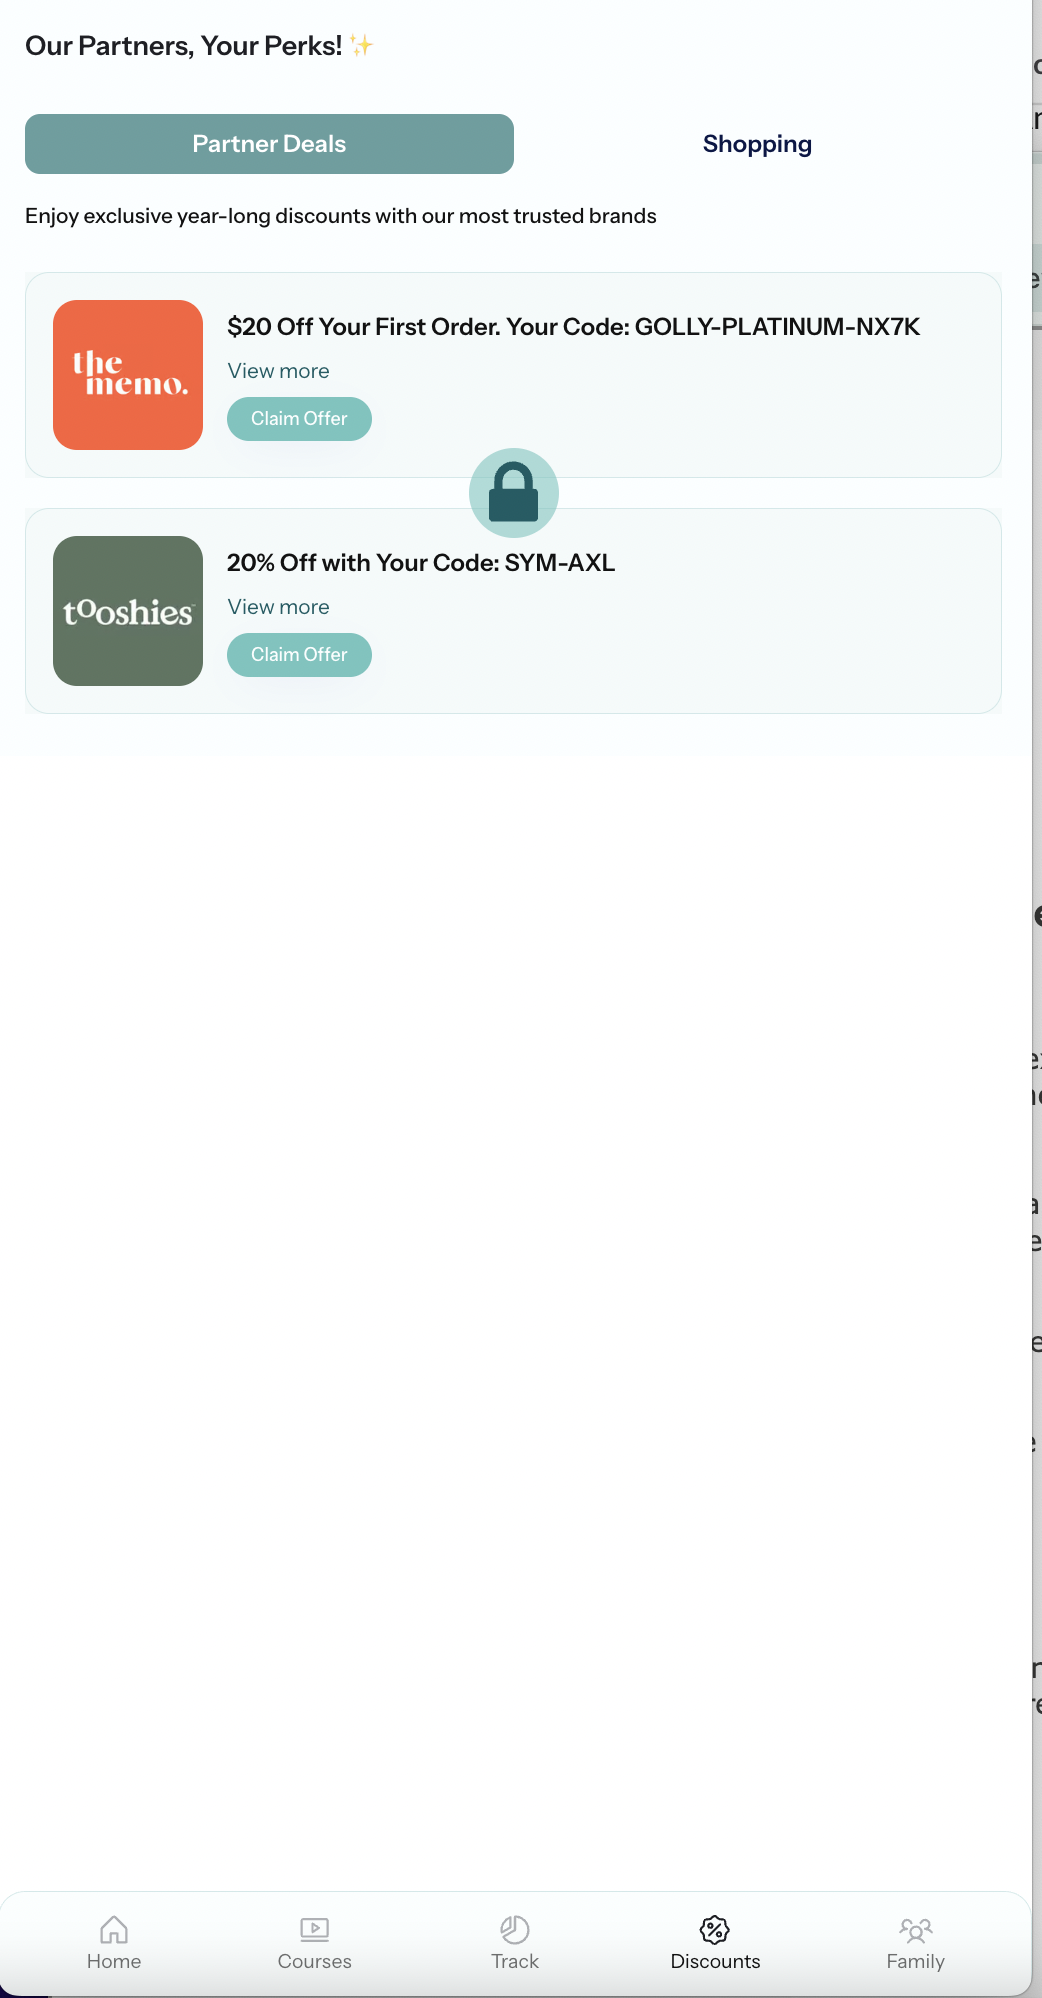 Our Partners, Your Perks! ✨
Partner Deals
Shopping
Enjoy exclusive year-long discounts with our most trusted brands
the
memo.
$20 Off Your First Order. Your Code: GOLLY-PLATINUM-NX7K
View more
Claim Offer
tooshies
20% Off with Your Code: SYM-AXL
View more
Claim Offer
Home
Courses
Track
Discounts
Family